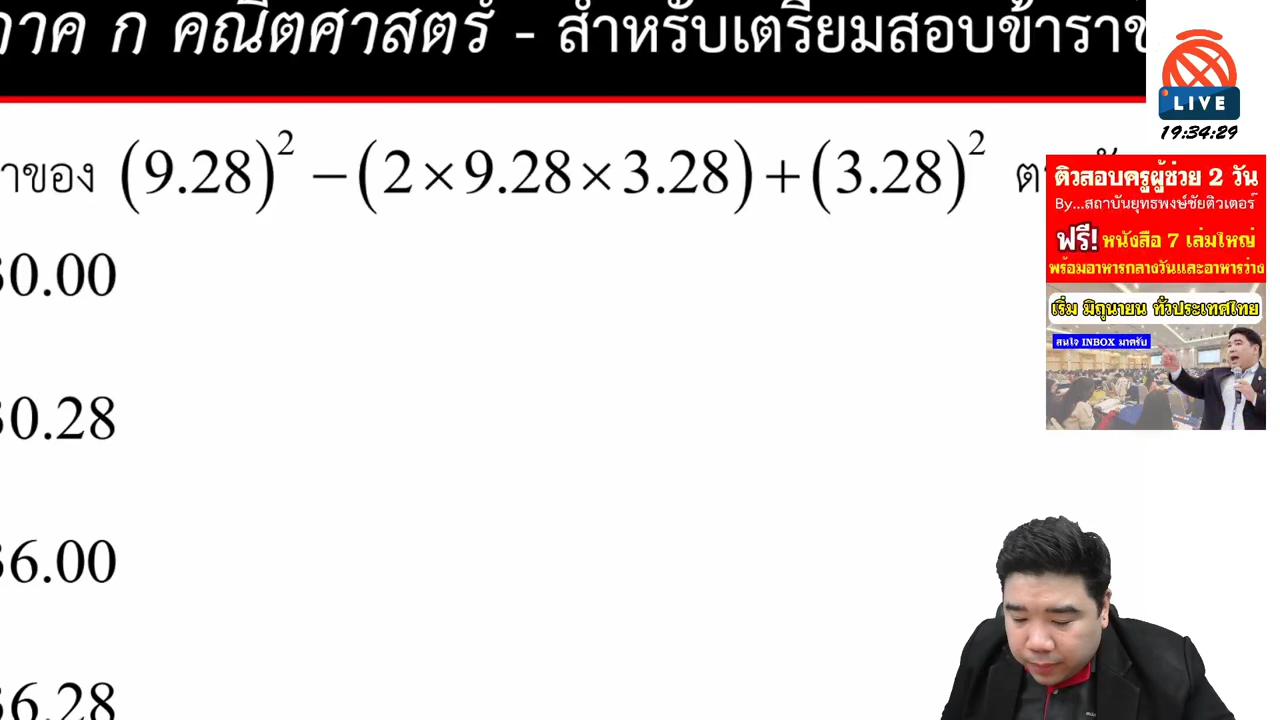 ภาค ก คณิตศาสตร์ - สำหรับเตรียมสอบข้าราช
LIVE
19:34:29
(9.28)² − (2×9.28×3.28) + (3.28)²
0.00
0.28
6.00
6.28
ติวสอบครูผู้ช่วย 2 วัน
By...สถาบันยุทธพงษ์ชัยติวเตอร์
ฟรี! หนังสือ 7 เล่มใหญ่
พร้อมอาหารกลางวันและอาหารว่าง
เริ่ม มิถุนายน ทั่วประเทศไทย
สนใจ INBOX มาครับ